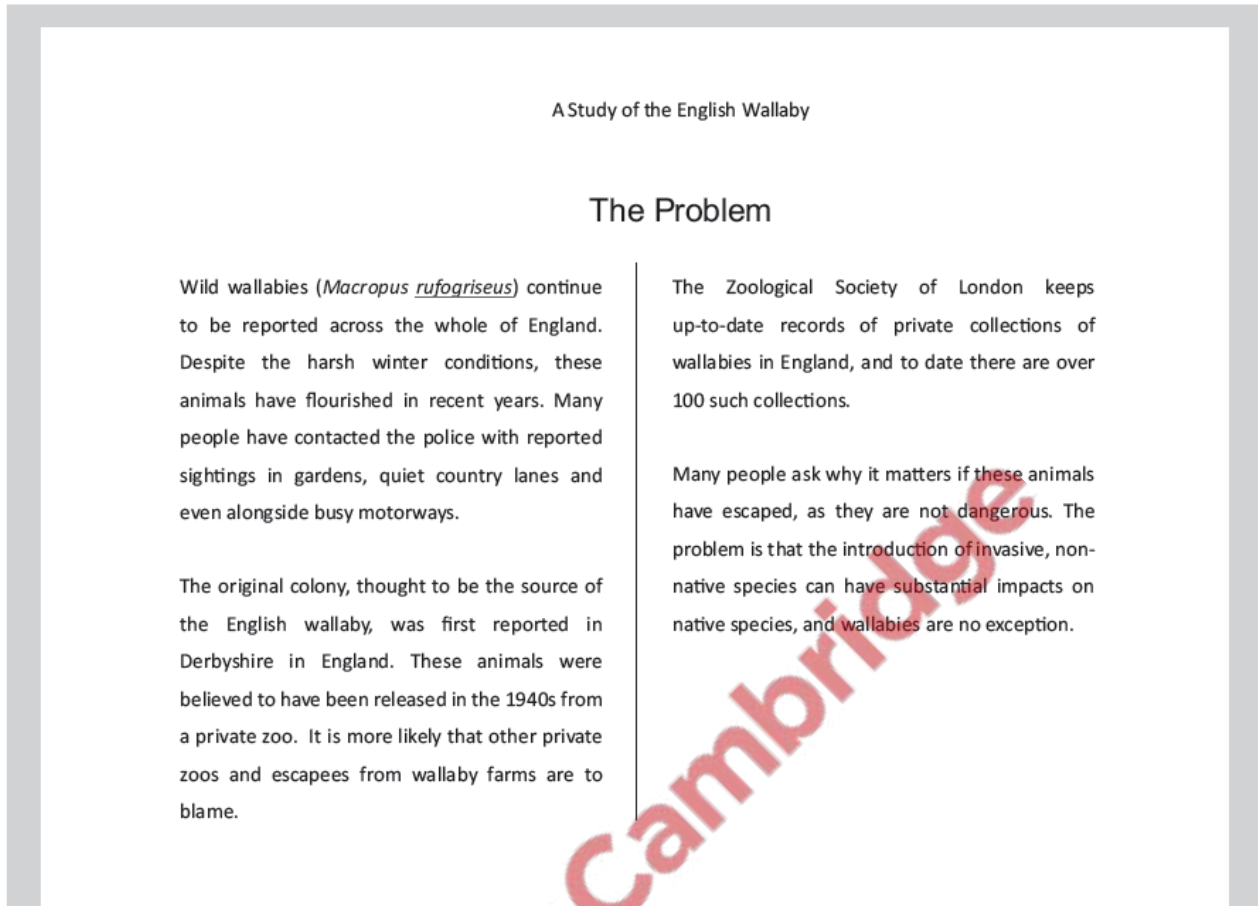 A Study of the English Wallaby
The Problem
Wild wallabies (Macropus rufogriseus) continue
to be reported across the whole of England.
Despite the harsh winter conditions, these
animals have flourished in recent years. Many
people have contacted the police with reported
sightings in gardens, quiet country lanes and
even alongside busy motorways.
The original colony, thought to be the source of
the English wallaby, was first reported in
Derbyshire in England. These animals were
believed to have been released in the 1940s from
a private zoo.  It is more likely that other private
zoos and escapees from wallaby farms are to
blame.
The Zoological Society of London keeps
up-to-date records of private collections of
wallabies in England, and to date there are over
100 such collections.
Many people ask why it matters if these animals
have escaped, as they are not dangerous. The
problem is that the introduction of invasive, non-
native species can have substantial impacts on
native species, and wallabies are no exception.
Cambridge